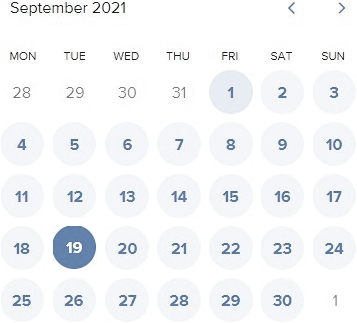 September 2021
MON TUE WED THU FRI SAT SUN
28 29 30 31 1 2 3
4 5 6 7 8 9 10
11 12 13 14 15 16 17
18 19 20 21 22 23 24
25 26 27 28 29 30 1